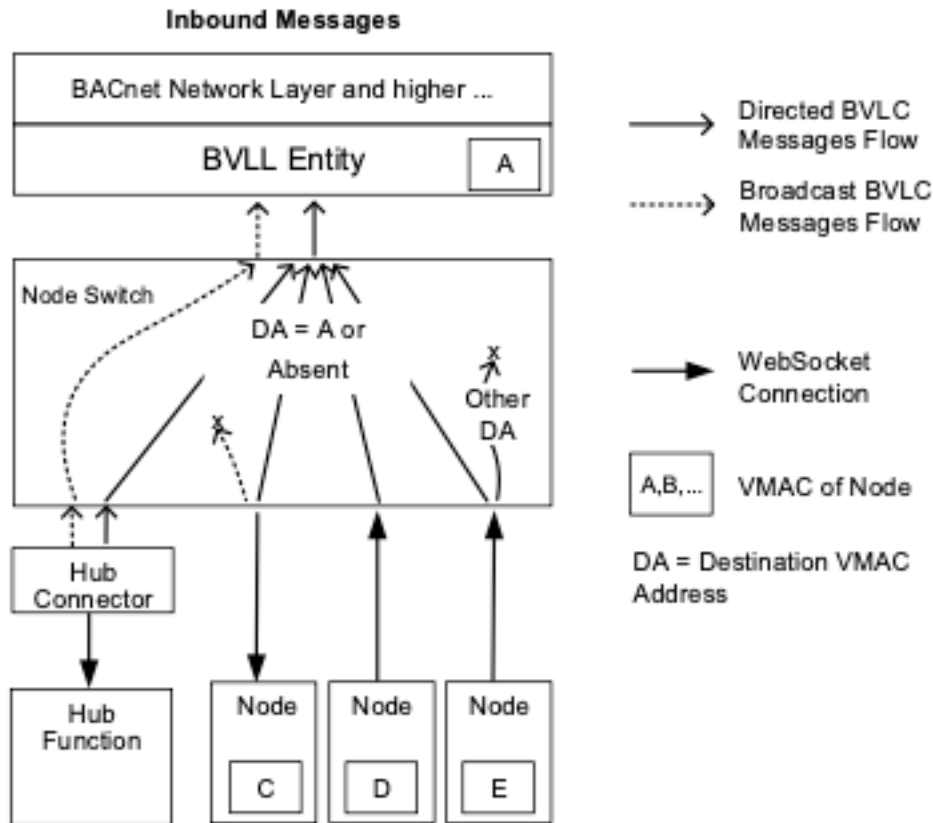 Inbound Messages
BACnet Network Layer and higher ...
BVLL Entity
A
Node Switch
DA = A or
Absent
x
x
Other
DA
Hub
Connector
Hub
Function
Node
C
Node
D
Node
E
Directed BVLC
Messages Flow
Broadcast BVLC
Messages Flow
WebSocket
Connection
A,B,...
VMAC of Node
DA = Destination VMAC
Address